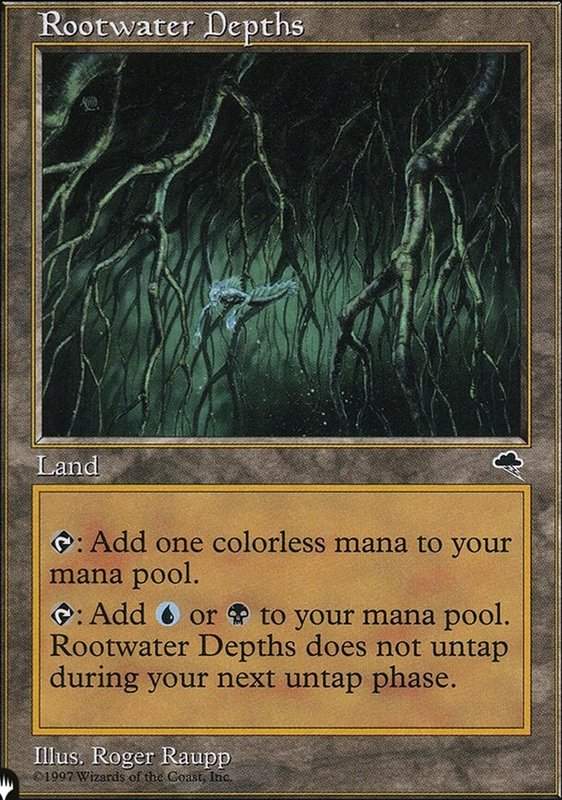 Rootwater Depths
Land
: Add one colorless mana to your
mana pool.
: Add or to your mana pool.
Rootwater Depths does not untap
during your next untap phase.
Illus. Roger Raupp
©1997 Wizards of the Coast, Inc.